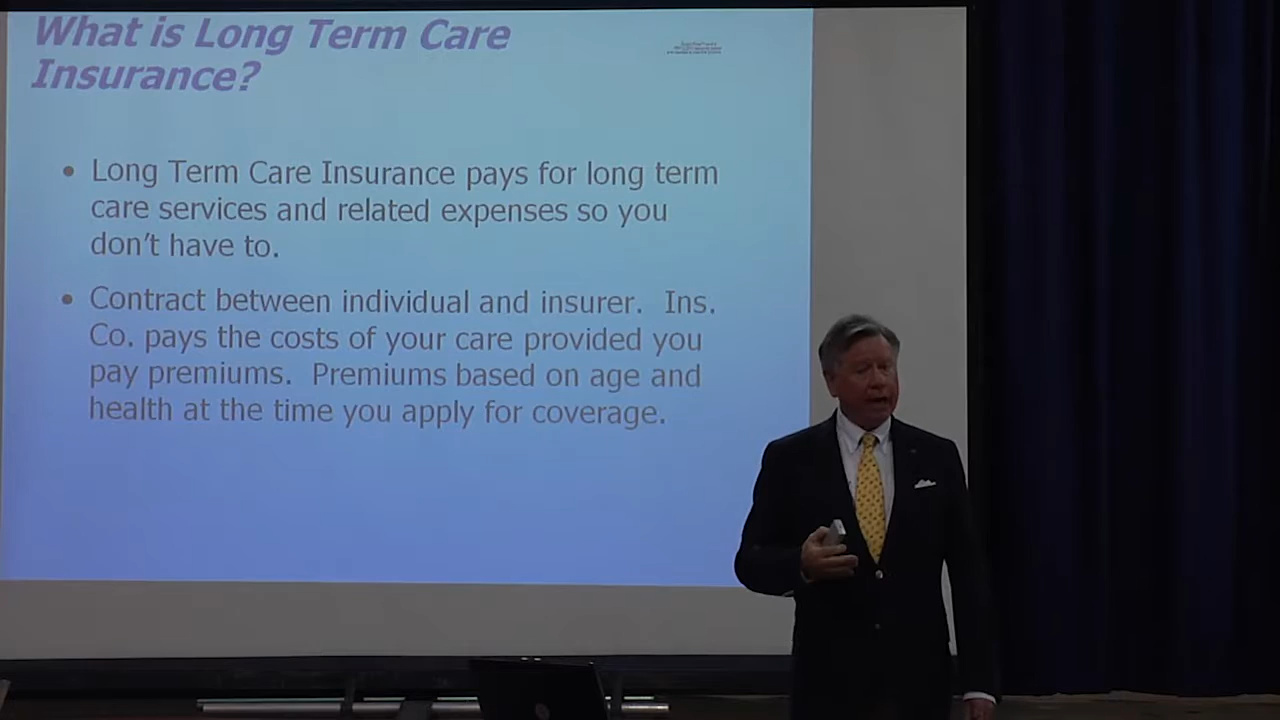 What is Long Term Care
Insurance?
• Long Term Care Insurance pays for long term
care services and related expenses so you
don't have to.
• Contract between individual and insurer.  Ins.
Co. pays the costs of your care provided you
pay premiums.  Premiums based on age and
health at the time you apply for coverage.